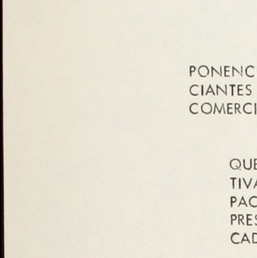 PONENC
CIANTES
COMERCI
QUE
TIVA
PAC
PRES
CAD